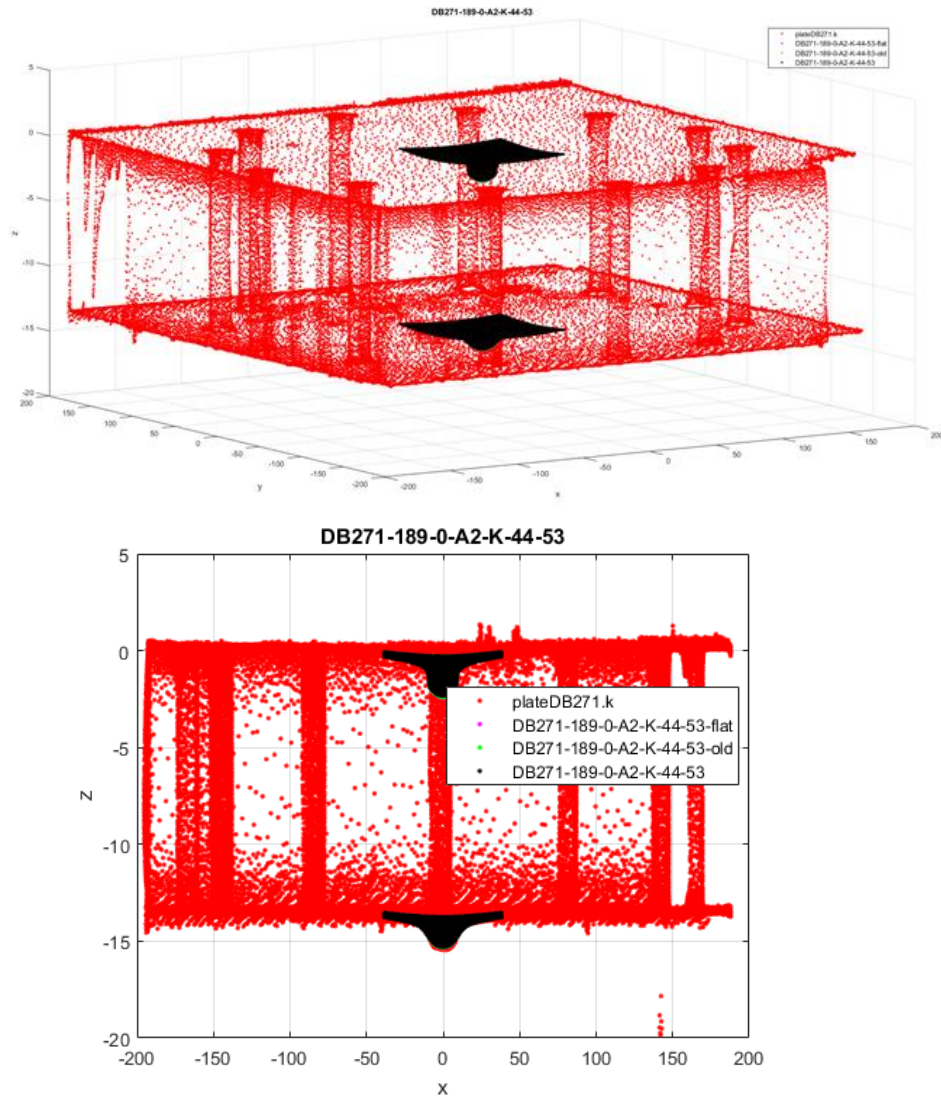 DB271-189-0-A2-K-44-53
plateDB271.k
DB271-189-0-A2-K-44-53-flat
DB271-189-0-A2-K-44-53-old
DB271-189-0-A2-K-44-53
5
0
-5
z
-10
-15
-20
200
150
100
50
0
-50
-100
-150
-200
y
-200
-150
-100
-50
0
50
100
150
200
x
DB271-189-0-A2-K-44-53
5
0
plateDB271.k
DB271-189-0-A2-K-44-53-flat
-5
DB271-189-0-A2-K-44-53-old
DB271-189-0-A2-K-44-53
z
-10
-15
-20
-200 -150 -100 -50 0 50 100 150 200
x